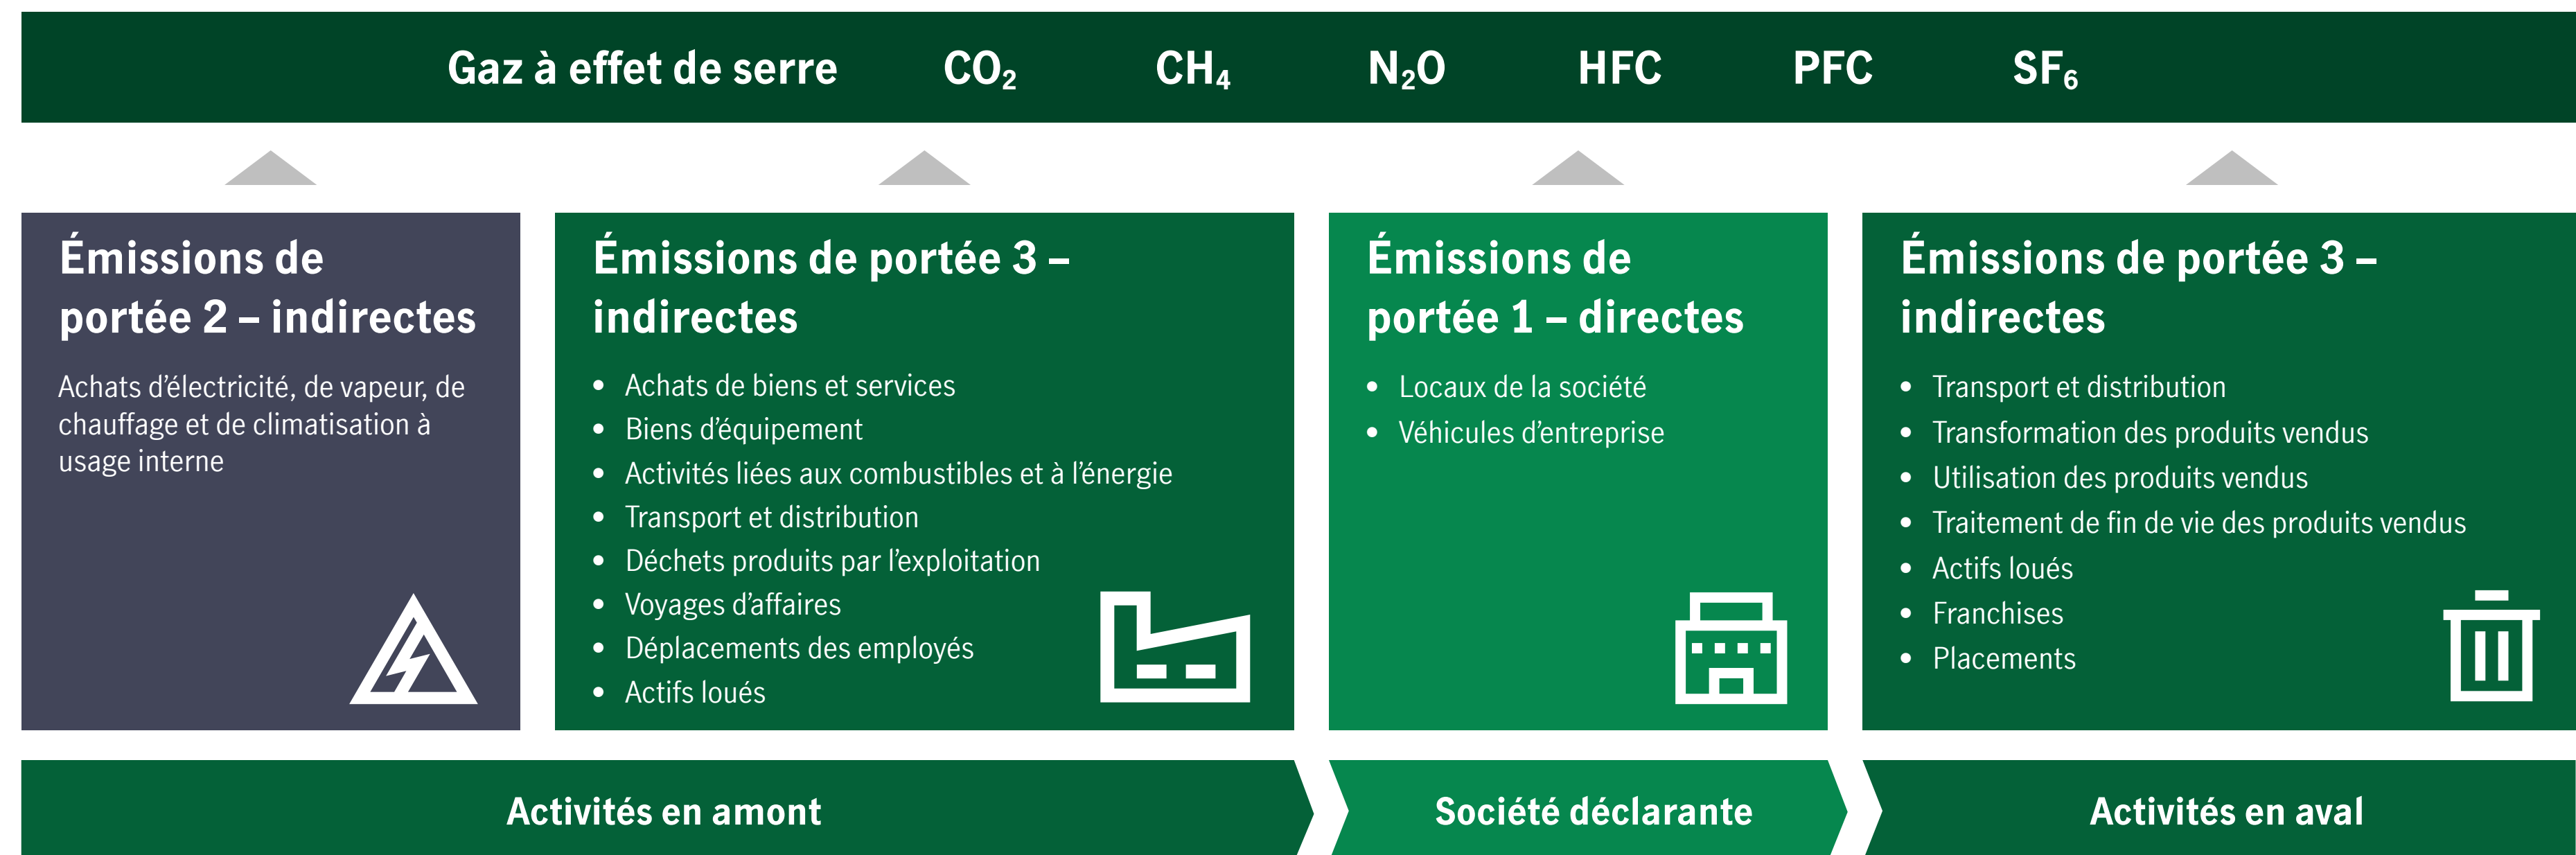 Gaz à effet de serre CO₂ CH₄ N₂O HFC PFC SF₆
Émissions de
portée 2 – indirectes
Achats d’électricité, de vapeur, de
chauffage et de climatisation à
usage interne
Émissions de portée 3 –
indirectes
• Achats de biens et services
• Biens d’équipement
• Activités liées aux combustibles et à l’énergie
• Transport et distribution
• Déchets produits par l’exploitation
• Voyages d’affaires
• Déplacements des employés
• Actifs loués
Émissions de
portée 1 – directes
• Locaux de la société
• Véhicules d’entreprise
Émissions de portée 3 –
indirectes
• Transport et distribution
• Transformation des produits vendus
• Utilisation des produits vendus
• Traitement de fin de vie des produits vendus
• Actifs loués
• Franchises
• Placements
Activités en amont
Société déclarante
Activités en aval